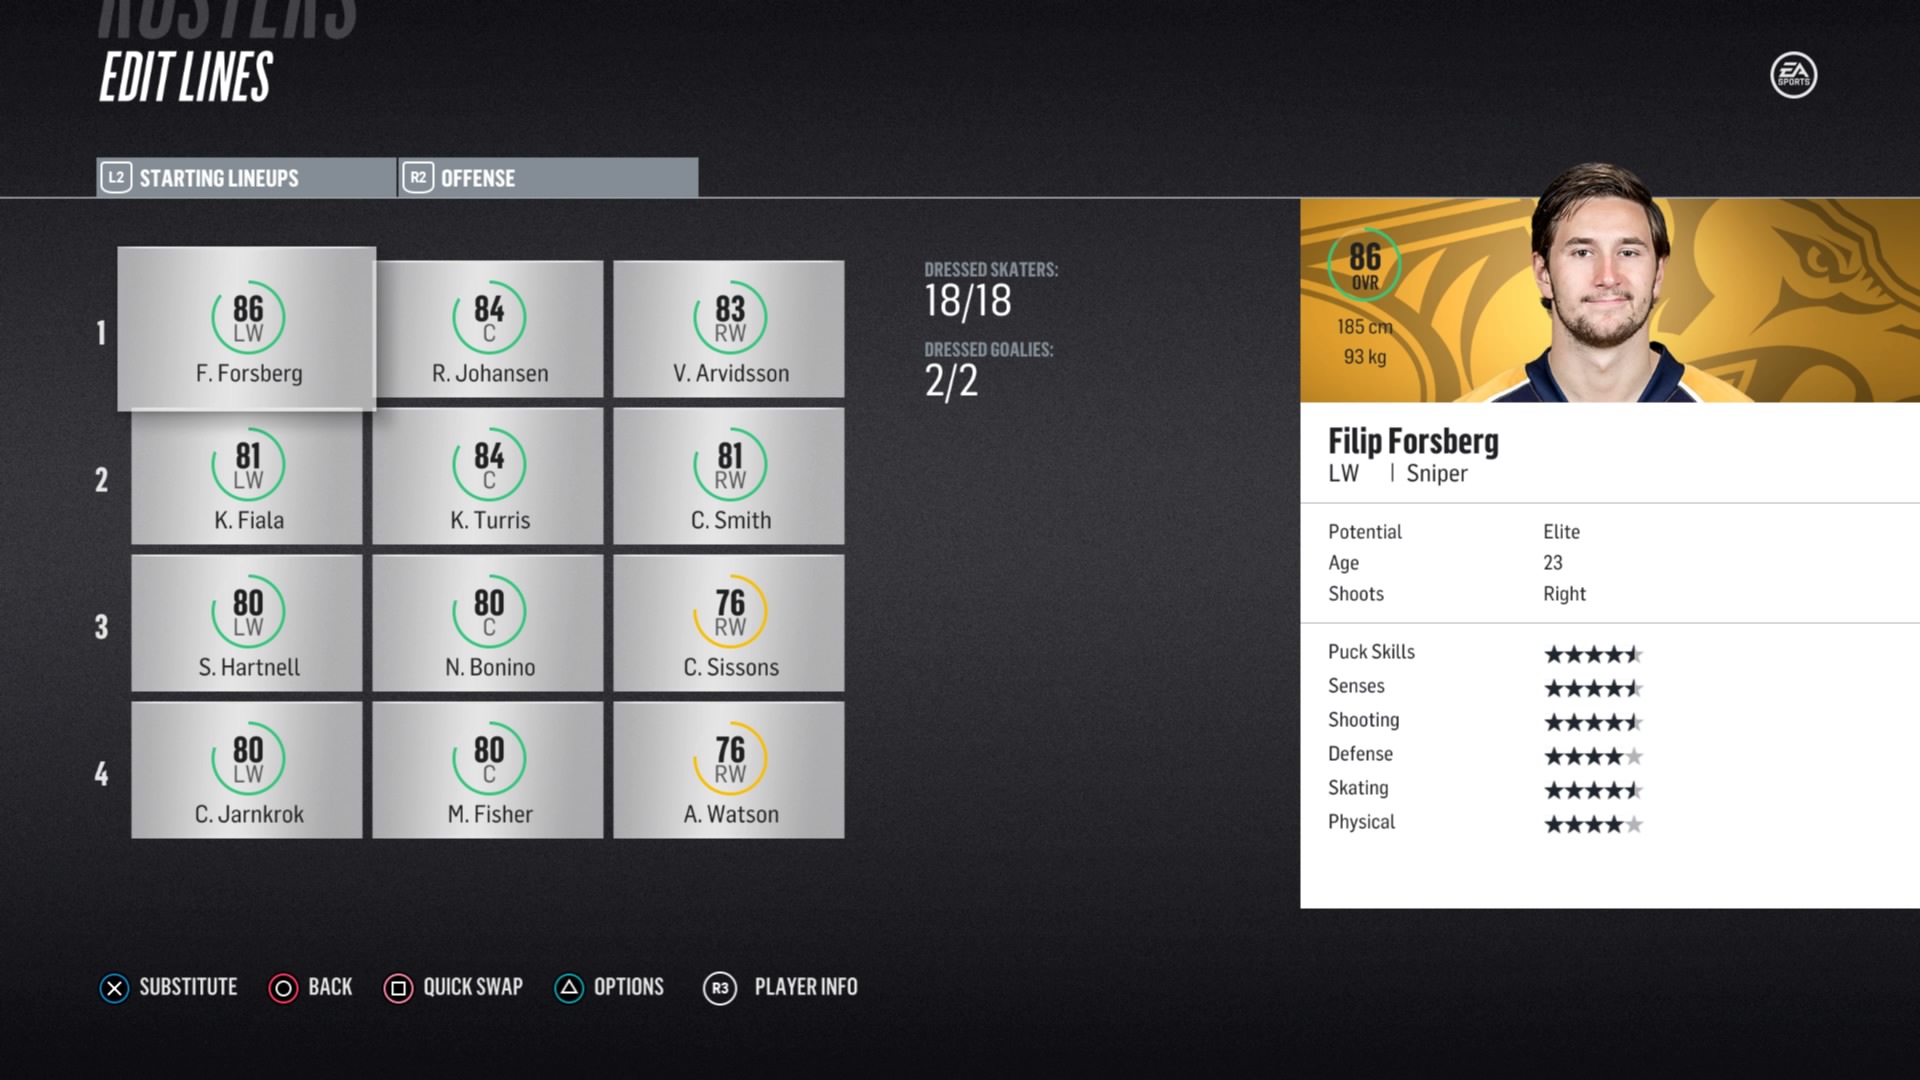 ROSTERS
EDIT LINES
EA
SPORTS
L2 STARTING LINEUPS
R2 OFFENSE
1
86
LW
F. Forsberg
84
C
R. Johansen
83
RW
V. Arvidsson
2
81
LW
K. Fiala
84
C
K. Turris
81
RW
C. Smith
3
80
LW
S. Hartnell
80
C
N. Bonino
76
RW
C. Sissons
4
80
LW
C. Jarnkrok
80
C
M. Fisher
76
RW
A. Watson
DRESSED SKATERS:
18/18
DRESSED GOALIES:
2/2
86
OVR
185 cm
93 kg
Filip Forsberg
LW | Sniper
Potential Elite
Age 23
Shoots Right
Puck Skills
Senses
Shooting
Defense
Skating
Physical
SUBSTITUTE BACK QUICK SWAP OPTIONS R3 PLAYER INFO